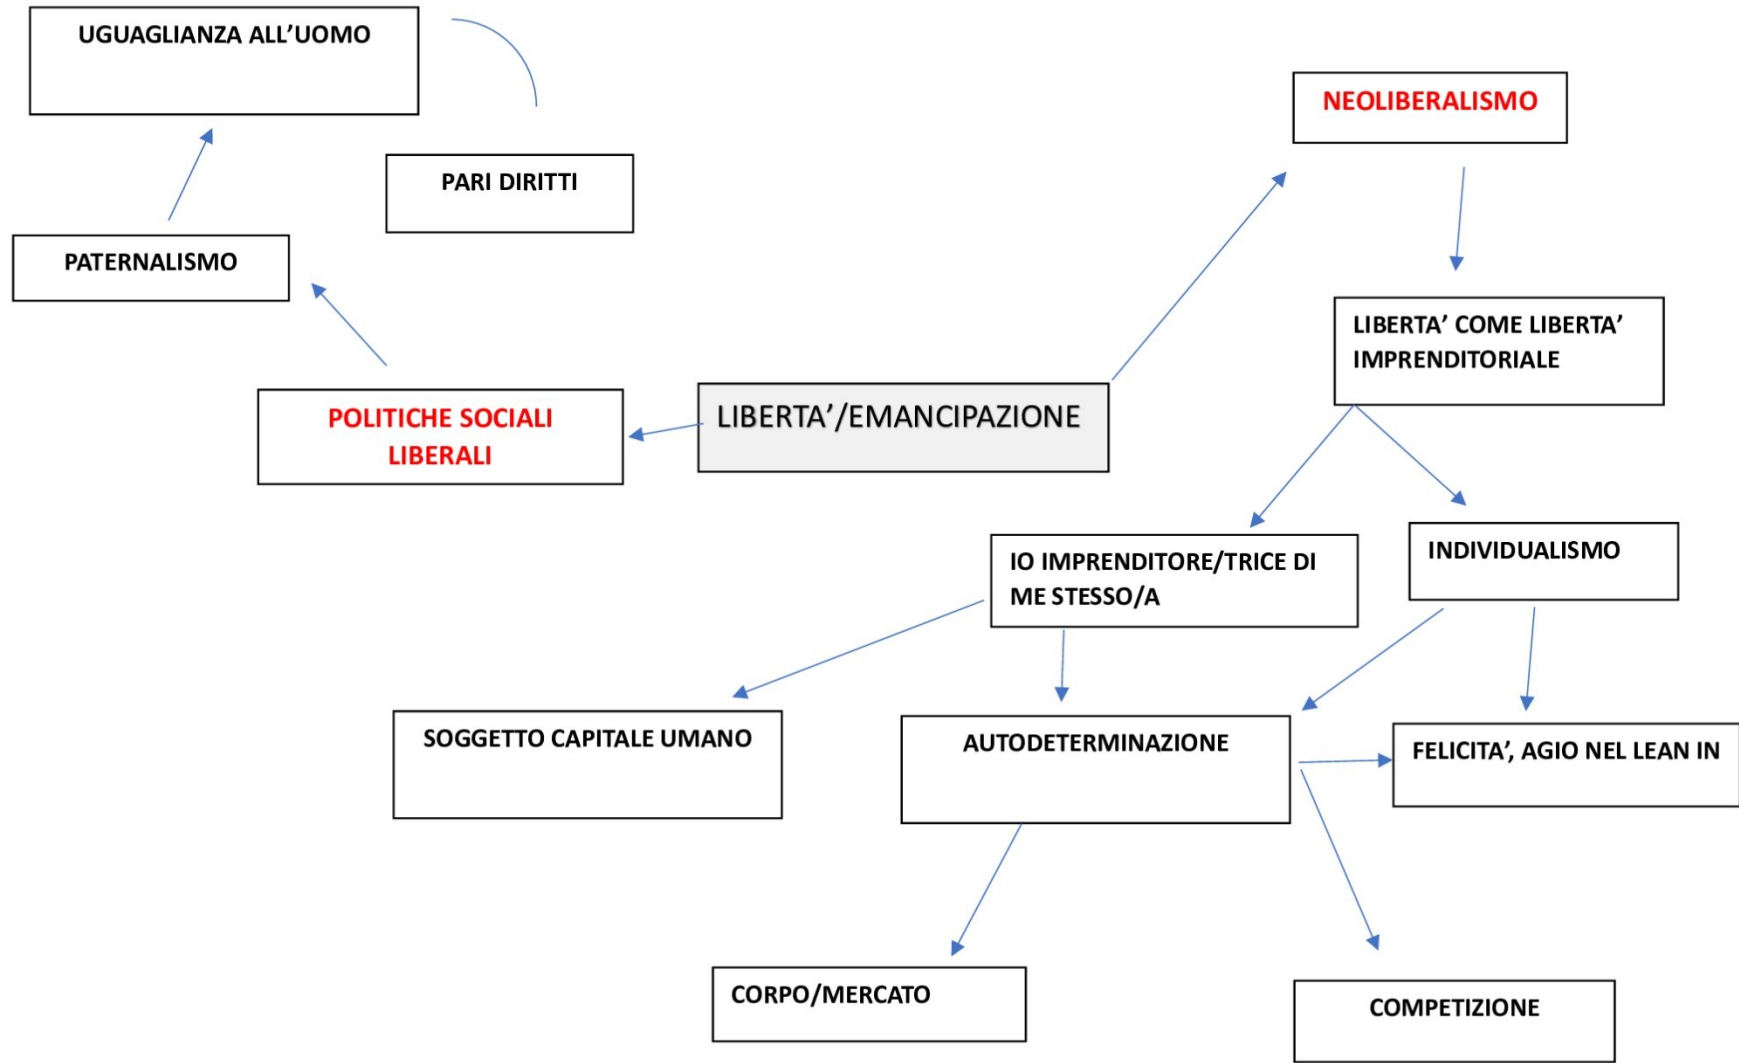 UGUAGLIANZA ALL’UOMO
NEOLIBERALISMO
PARI DIRITTI
PATERNALISMO
LIBERTA’ COME LIBERTA’
IMPRENDITORIALE
POLITICHE SOCIALI
LIBERALI
LIBERTA’/EMANCIPAZIONE
IO IMPRENDITORE/TRICE DI
ME STESSO/A
INDIVIDUALISMO
SOGGETTO CAPITALE UMANO
AUTODETERMINAZIONE
FELICITA’, AGIO NEL LEAN IN
CORPO/MERCATO
COMPETIZIONE